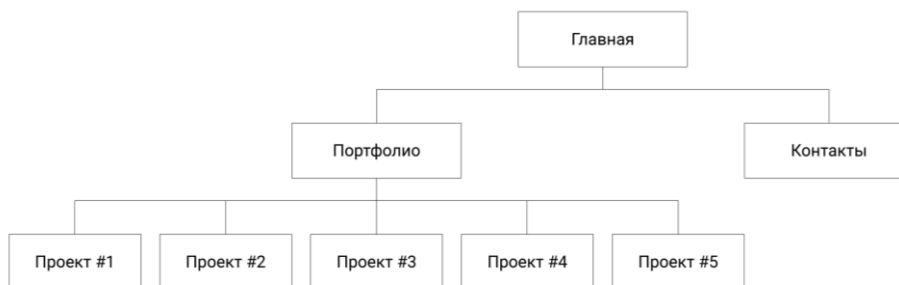 Главная
Портфолио
Контакты
Проект #1
Проект #2
Проект #3
Проект #4
Проект #5